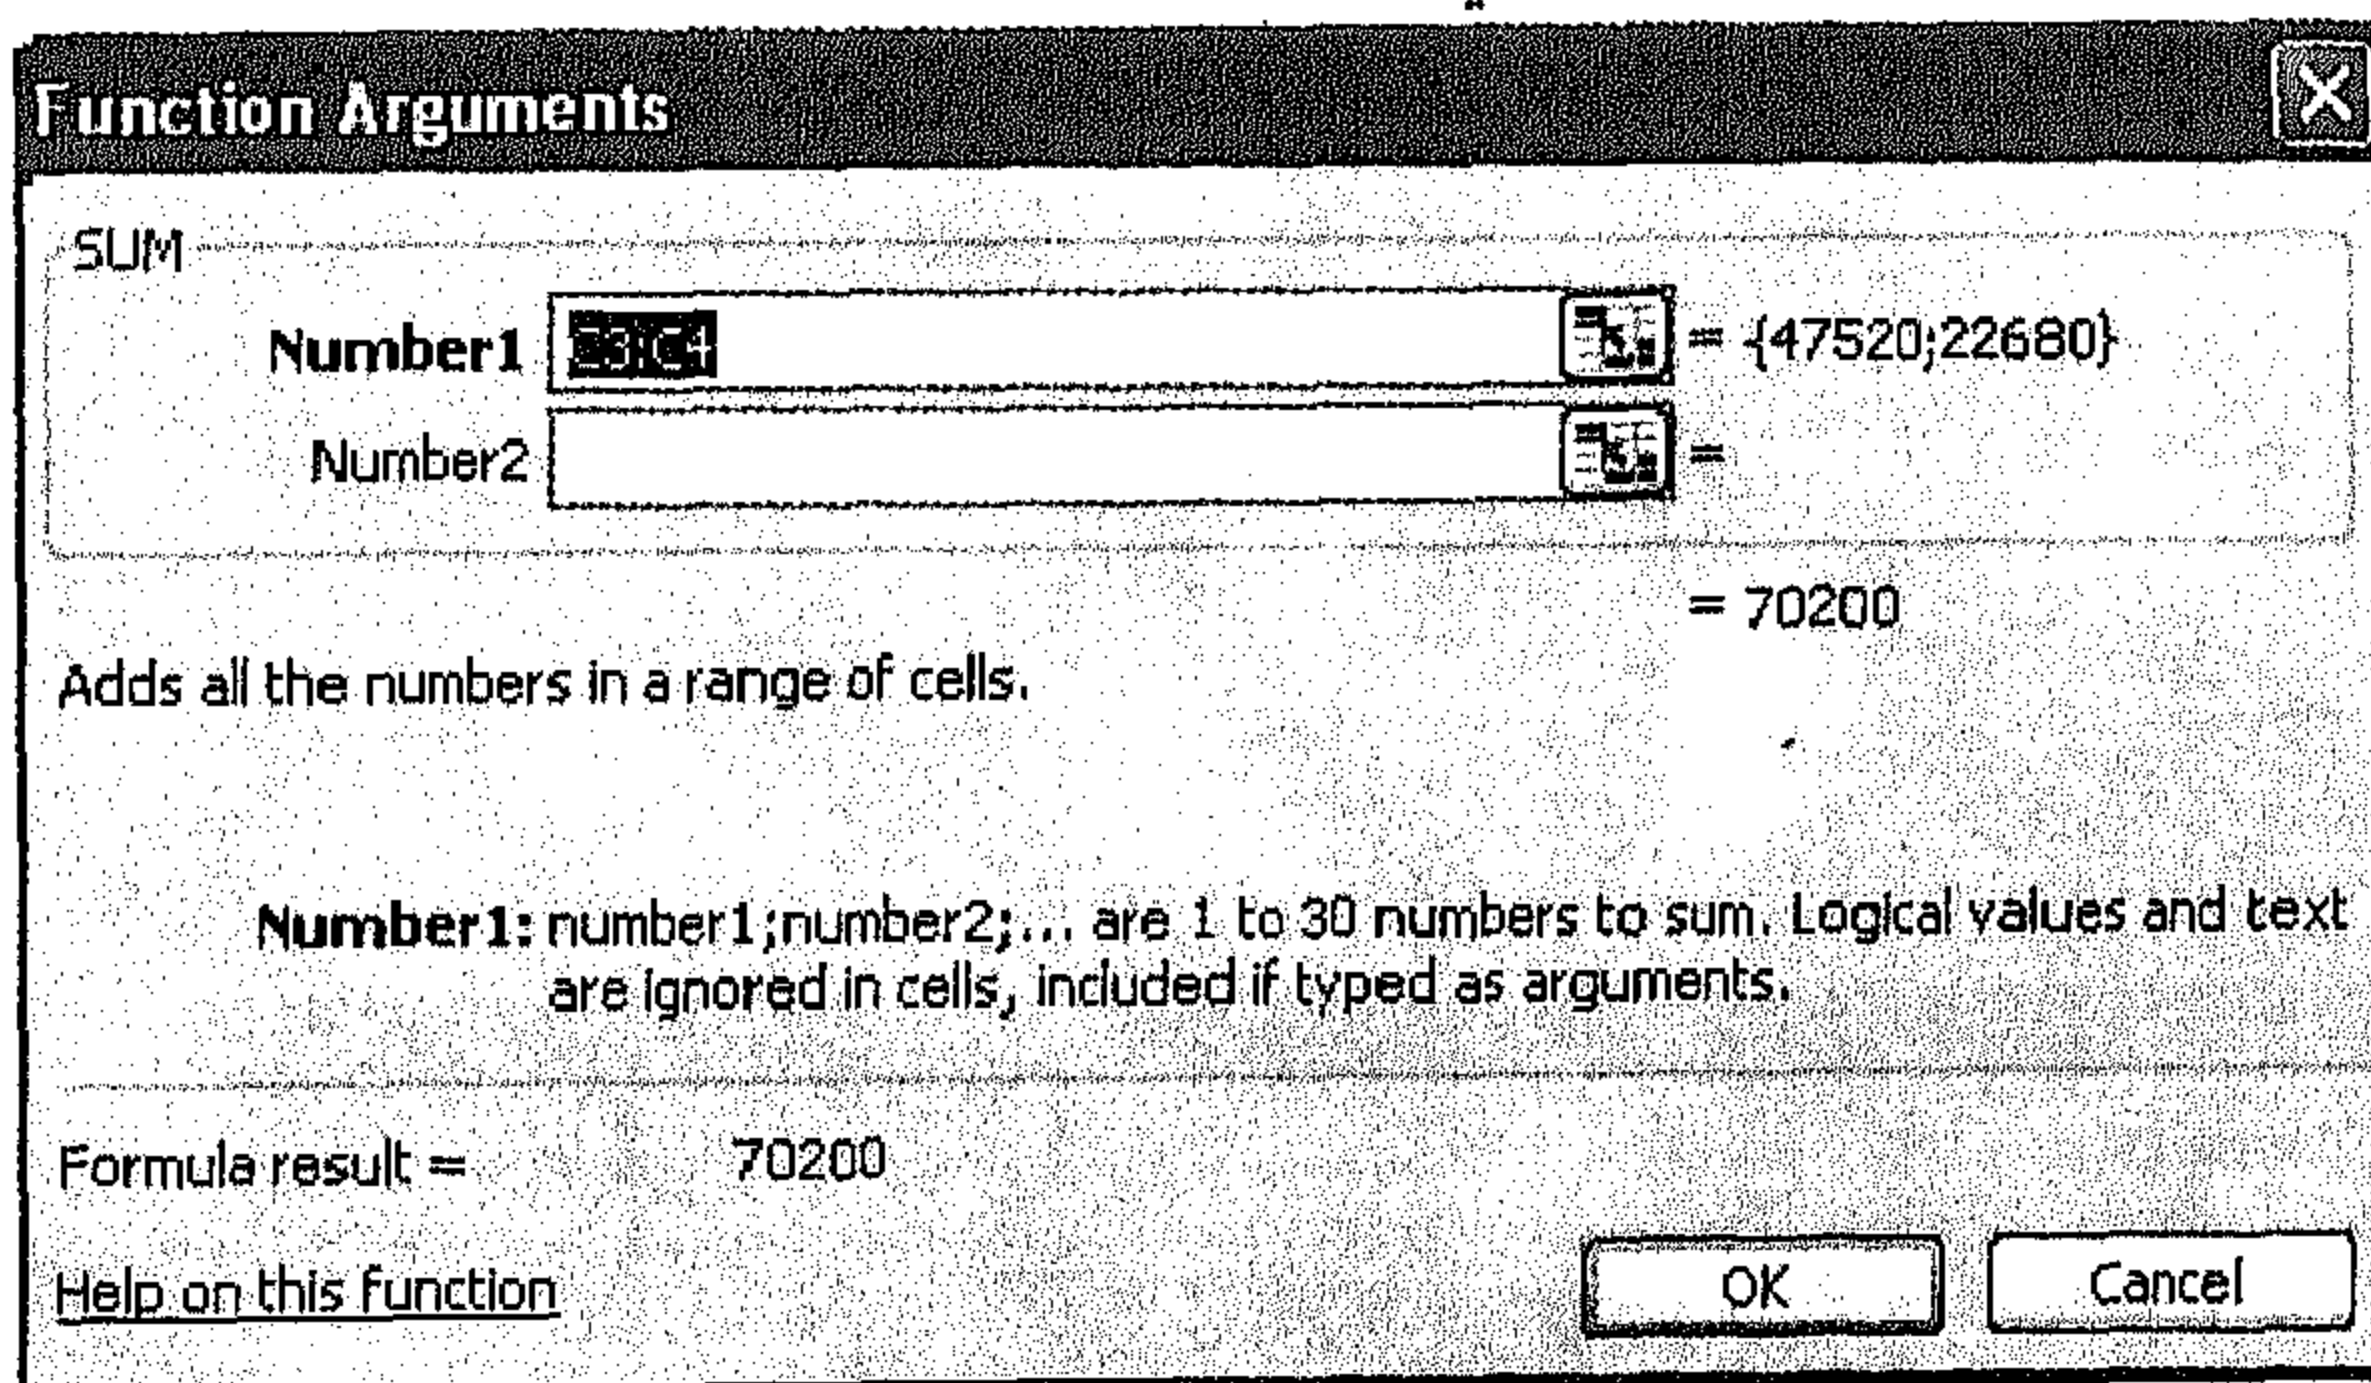 Function Arguments
SUM
Number1 C3:C4 = {47520;22680}
Number2 =
= 70200
Adds all the numbers in a range of cells.
Number1: number1;number2;... are 1 to 30 numbers to sum. Logical values and text
are ignored in cells, included if typed as arguments.
Formula result = 70200
Help on this function
OK Cancel